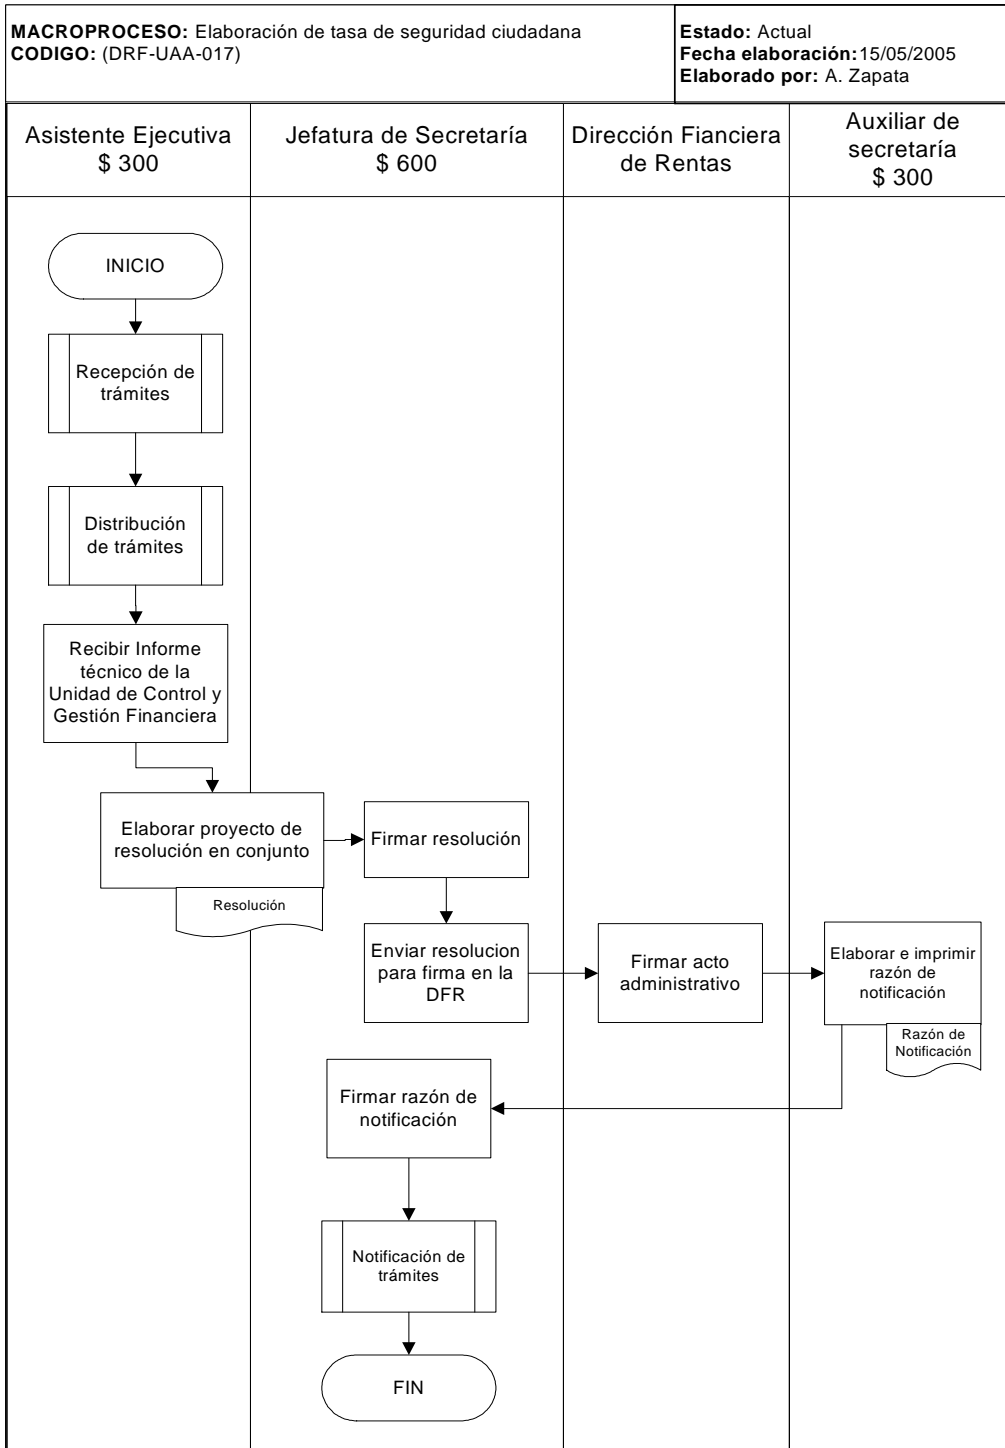 MACROPROCESO: Elaboración de tasa de seguridad ciudadana
CODIGO: (DRF-UAA-017)
Estado: Actual
Fecha elaboración:15/05/2005
Elaborado por: A. Zapata
Asistente Ejecutiva
$ 300
Jefatura de Secretaría
$ 600
Dirección Fianciera
de Rentas
Auxiliar de
secretaría
$ 300
INICIO
Recepción de
trámites
Distribución
de trámites
Recibir Informe
técnico de la
Unidad de Control y
Gestión Financiera
Elaborar proyecto de
resolución en conjunto
Resolución
Firmar resolución
Enviar resolucion
para firma en la
DFR
Firmar acto
administrativo
Elaborar e imprimir
razón de
notificación
Razón de
Notificación
Firmar razón de
notificación
Notificación de
trámites
FIN